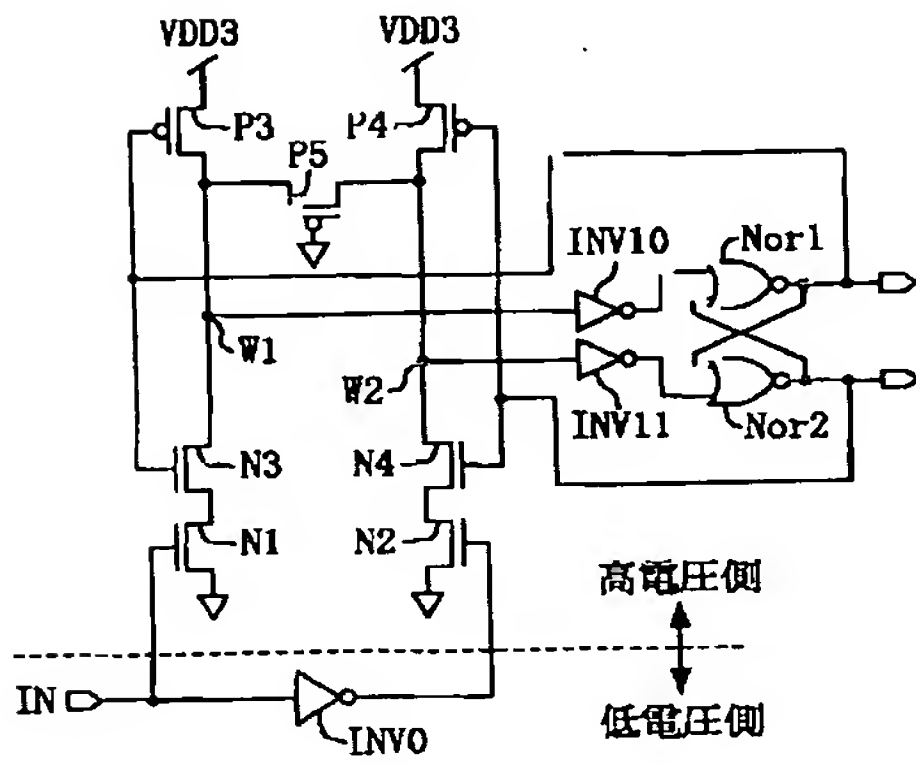 VDD3 VDD3
P3 P4
P5
INV10 Nor1
W1
W2
INV11 Nor2
N3 N4
N1 N2
高電圧側
IN
低電圧側
INV0